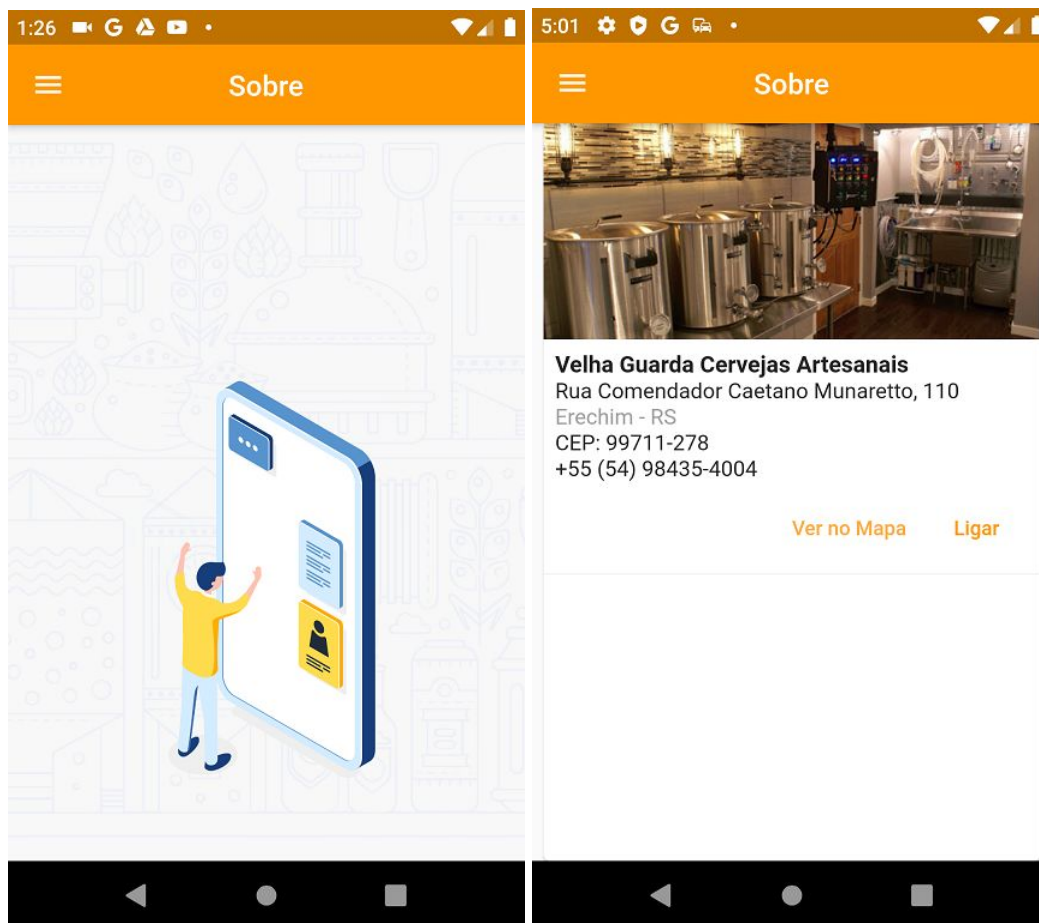 1:26
Sobre
5:01
Sobre
Velha Guarda Cervejas Artesanais
Rua Comendador Caetano Munaretto, 110
Erechim - RS
CEP: 99711-278
+55 (54) 98435-4004
Ver no Mapa
Ligar